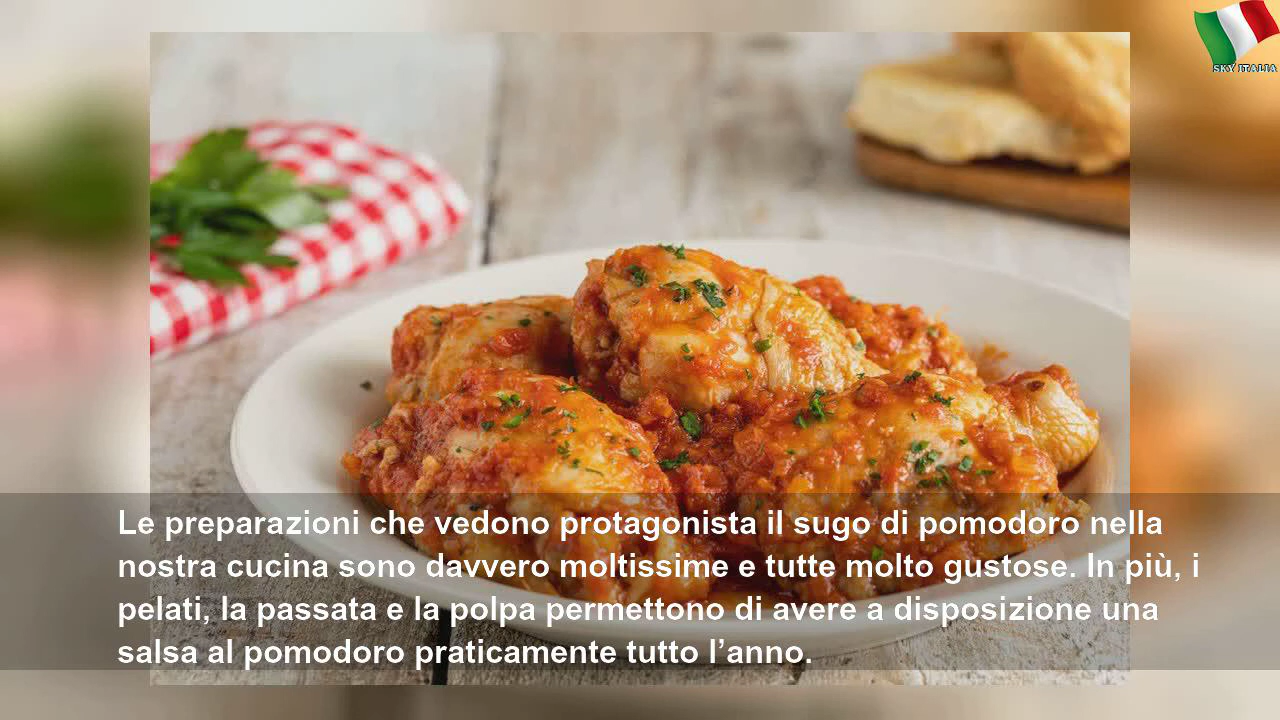 SKY ITALIA
Le preparazioni che vedono protagonista il sugo di pomodoro nella
nostra cucina sono davvero moltissime e tutte molto gustose. In più, i
pelati, la passata e la polpa permettono di avere a disposizione una
salsa al pomodoro praticamente tutto l’anno.